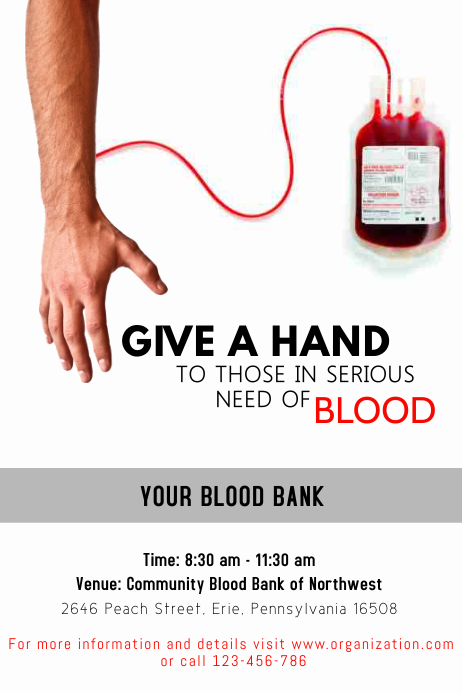 GIVE A HAND
TO THOSE IN SERIOUS
NEED OF BLOOD
YOUR BLOOD BANK
Time: 8:30 am - 11:30 am
Venue: Community Blood Bank of Northwest
2646 Peach Street, Erie, Pennsylvania 16508
For more information and details visit www.organization.com
or call 123-456-786